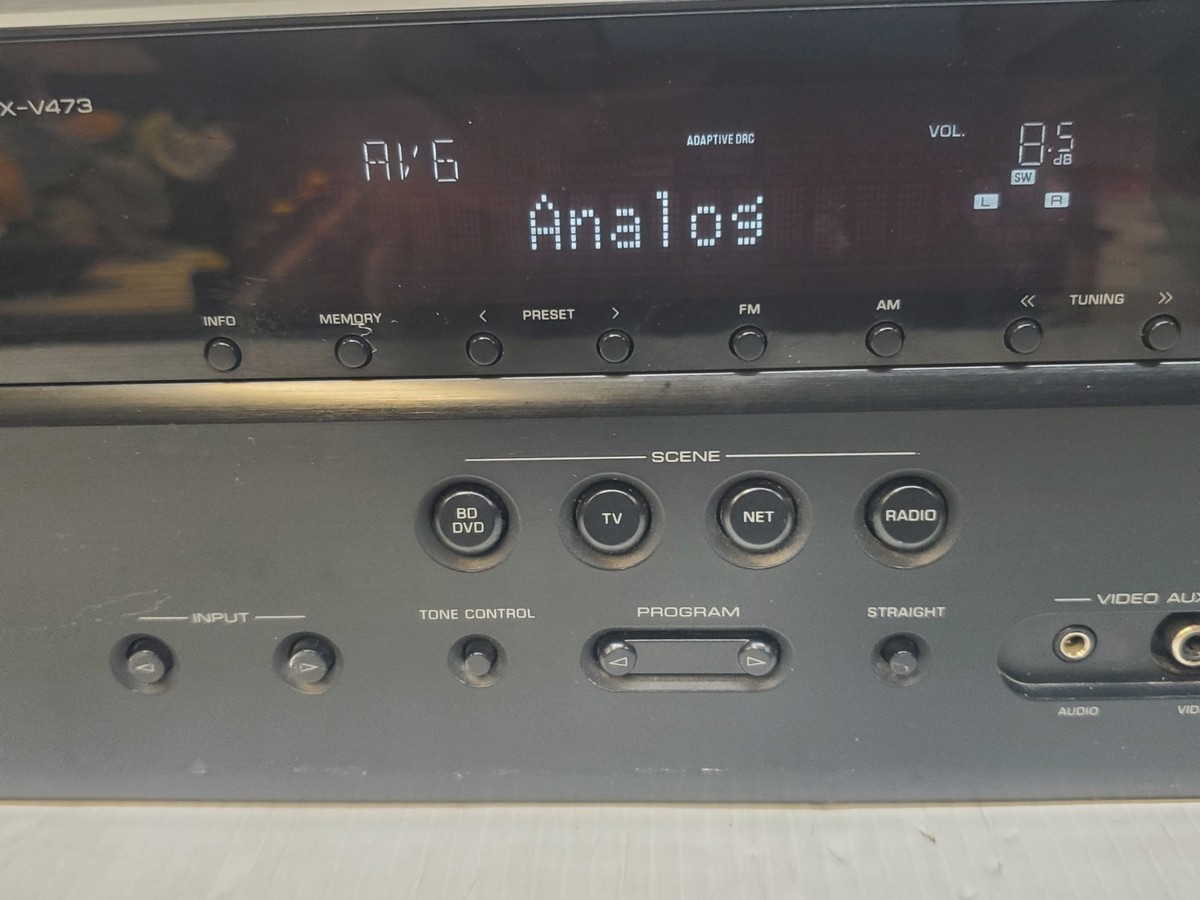 X-V473
AV6 ADAPTIVE DRC VOL. 8.5 dB
SW
L R
Analog
INFO MEMORY < PRESET > FM AM << TUNING >>
SCENE
BD DVD TV NET RADIO
INPUT TONE CONTROL PROGRAM STRAIGHT VIDEO AUX
AUDIO VID